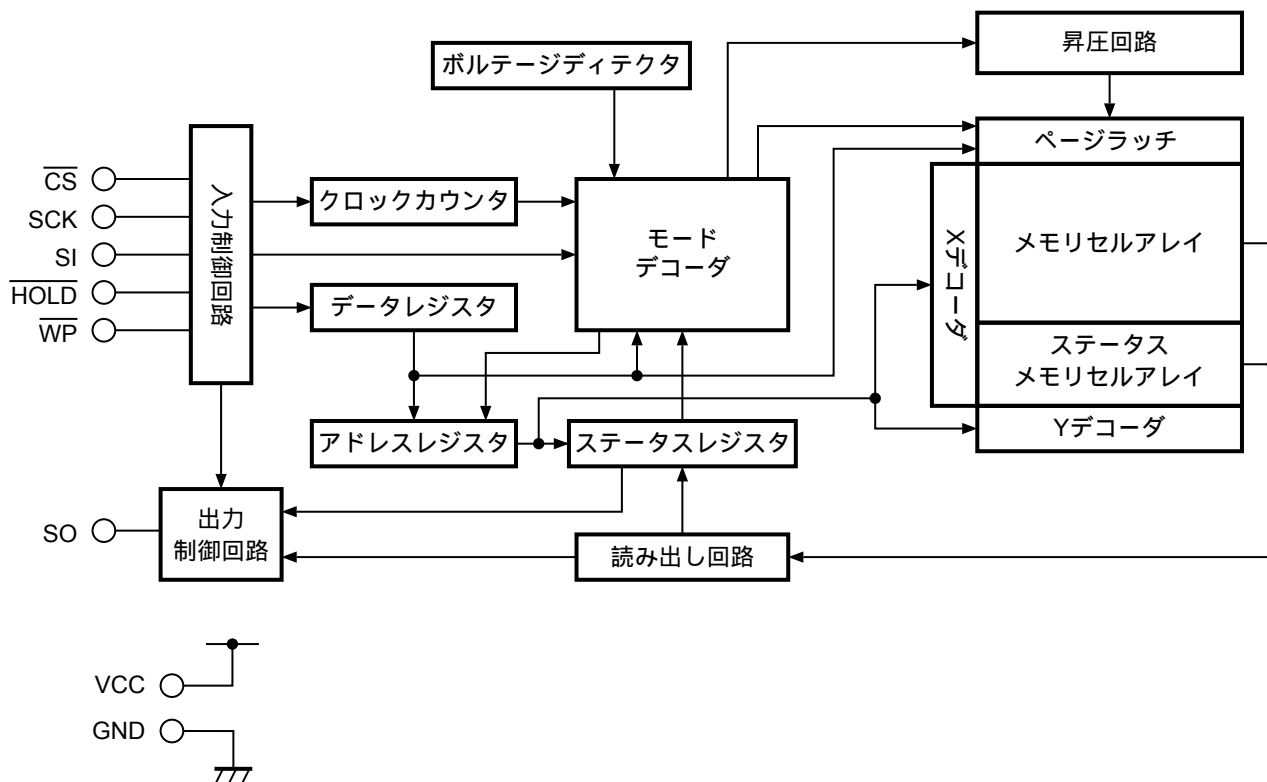 昇圧回路
ボルテージディテクタ
ページラッチ
CS
SCK
SI
HOLD
WP
入力制御回路
クロックカウンタ
モード
デコーダ
Xデコーダ
メモリセルアレイ
データレジスタ
ステータス
メモリセルアレイ
アドレスレジスタ
ステータスレジスタ
Yデコーダ
SO
出力
制御回路
読み出し回路
VCC
GND